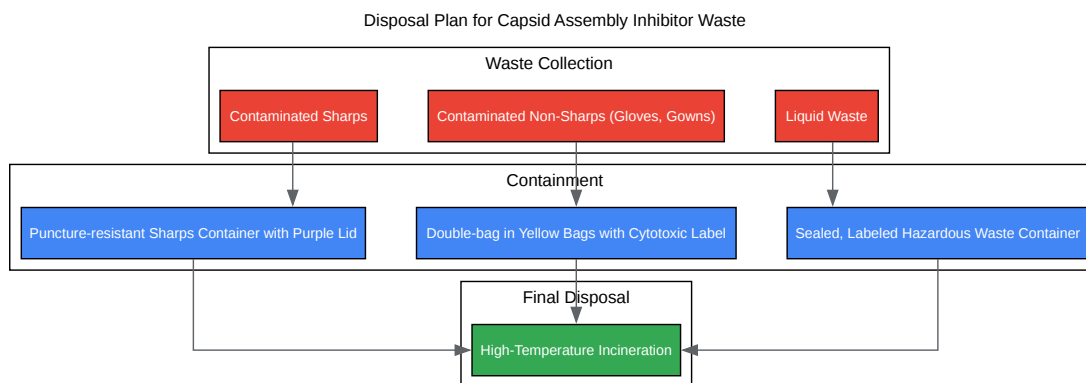 Disposal Plan for Capsid Assembly Inhibitor Waste
Waste Collection
Contaminated Sharps
Contaminated Non-Sharps (Gloves, Gowns)
Liquid Waste
Containment
Puncture-resistant Sharps Container with Purple Lid
Double-bag in Yellow Bags with Cytotoxic Label
Sealed, Labeled Hazardous Waste Container
Final Disposal
High-Temperature Incineration